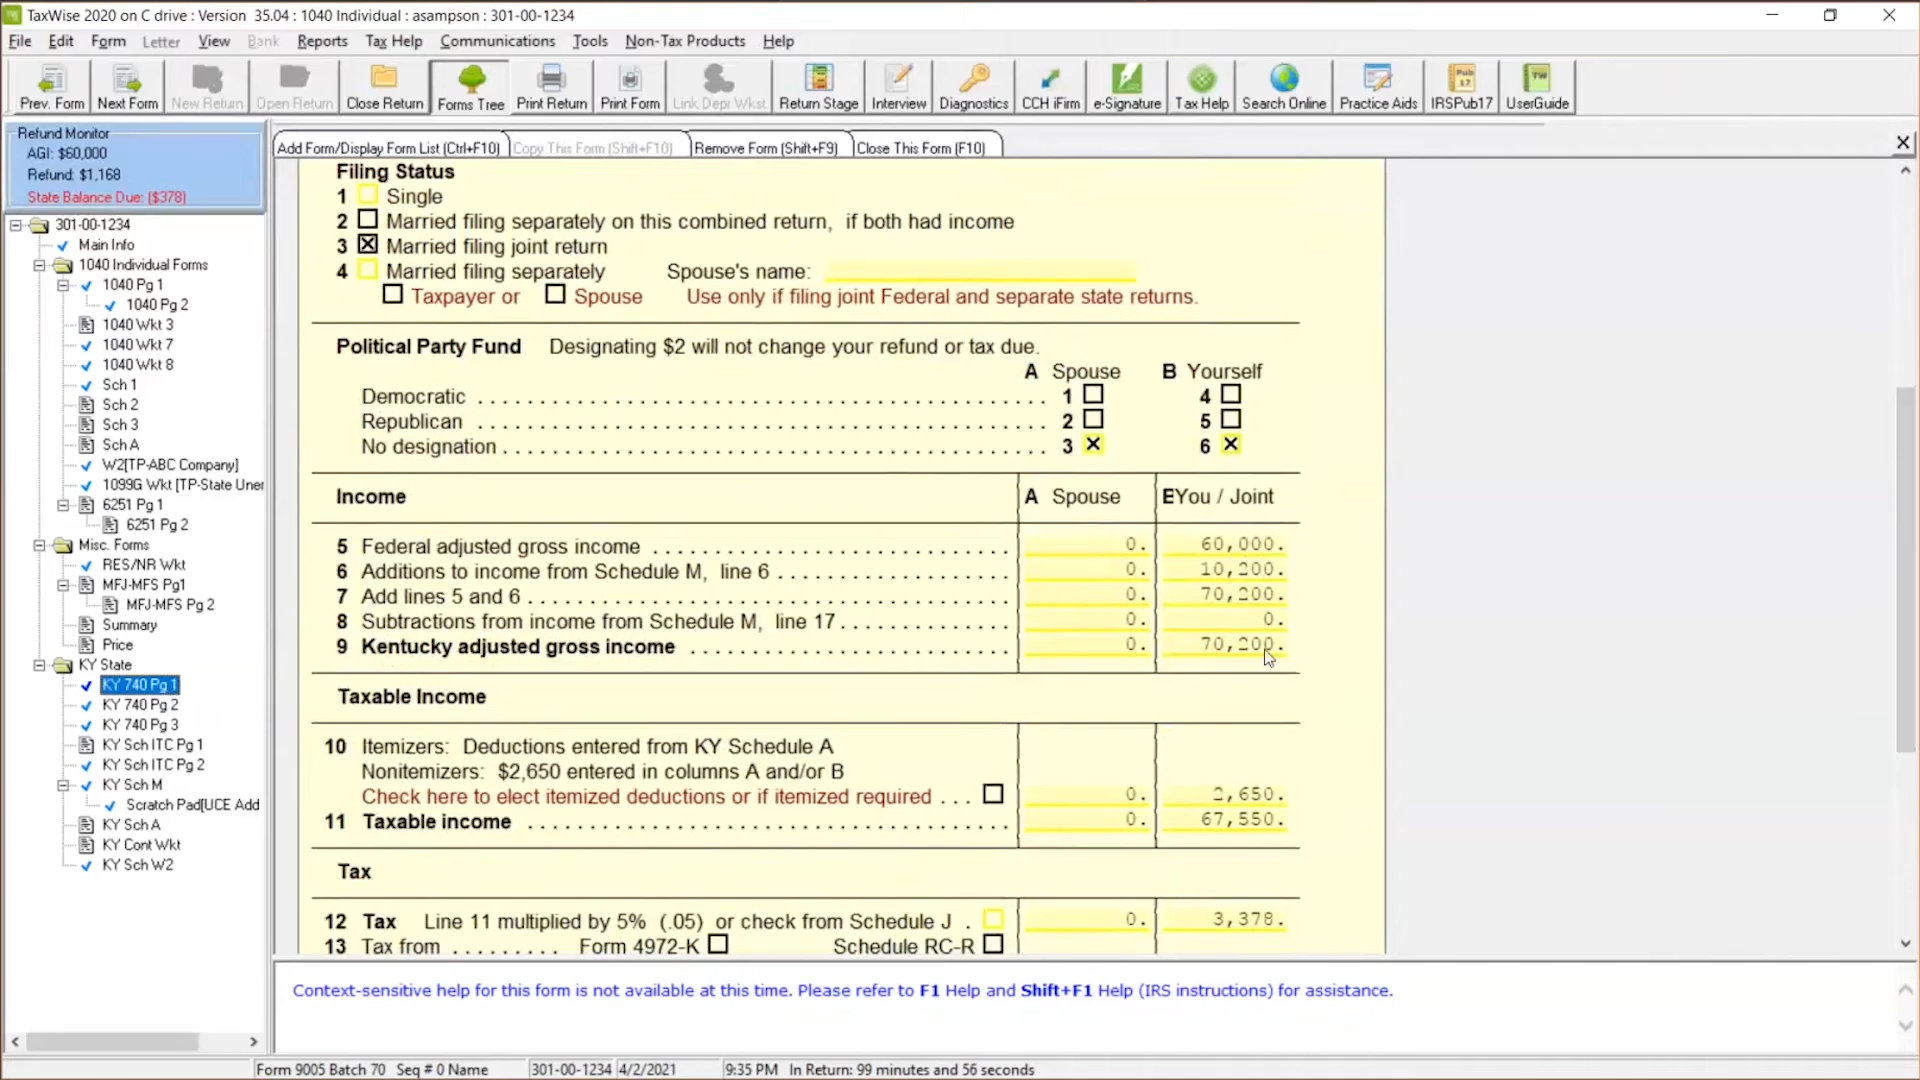 TaxWise 2020 on C drive : Version 35.04 : 1040 Individual : asampson : 301-00-1234
File Edit Form Letter View Bank Reports Tax Help Communications Tools Non-Tax Products Help
Prev. Form Next Form New Return Open Return Close Return Forms Tree Print Return Print Form Link Depr Wkst Return Stage Interview Diagnostics CCH iFirm e-Signature Tax Help Search Online Practice Aids IRSPub17 UserGuide
Refund Monitor
AGI: $60,000
Refund: $1,168
State Balance Due: ($378)
301-00-1234
Main Info
1040 Individual Forms
1040 Pg 1
1040 Pg 2
1040 Wkt 3
1040 Wkt 7
1040 Wkt 8
Sch 1
Sch 2
Sch 3
Sch A
W2[TP-ABC Company]
1099G Wkt [TP-State Uner
6251 Pg 1
6251 Pg 2
Misc. Forms
RES/NR Wkt
MFJ-MFS Pg1
MFJ-MFS Pg 2
Summary
Price
KY State
KY 740 Pg 1
KY 740 Pg 2
KY 740 Pg 3
KY Sch ITC Pg 1
KY Sch ITC Pg 2
KY Sch M
Scratch Pad[UCE Add
KY Sch A
KY Cont Wkt
KY Sch W2
Add Form/Display Form List (Ctrl+F10) Copy This Form (Shift+F10) Remove Form (Shift+F9) Close This Form (F10)
Filing Status
1 Single
2 Married filing separately on this combined return, if both had income
3 Married filing joint return
4 Married filing separately Spouse's name:
Taxpayer or Spouse Use only if filing joint Federal and separate state returns.
Political Party Fund Designating $2 will not change your refund or tax due.
A Spouse B Yourself
Democratic 1 4
Republican 2 5
No designation 3 6
Income A Spouse EYou / Joint
5 Federal adjusted gross income 0. 60,000.
6 Additions to income from Schedule M, line 6 0. 10,200.
7 Add lines 5 and 6 0. 70,200.
8 Subtractions from income from Schedule M, line 17 0. 0.
9 Kentucky adjusted gross income 0. 70,200.
Taxable Income
10 Itemizers: Deductions entered from KY Schedule A
Nonitemizers: $2,650 entered in columns A and/or B
Check here to elect itemized deductions or if itemized required ... 0. 2,650.
11 Taxable income 0. 67,550.
Tax
12 Tax Line 11 multiplied by 5% (.05) or check from Schedule J . 0. 3,378.
13 Tax from Form 4972-K Schedule RC-R
Context-sensitive help for this form is not available at this time. Please refer to F1 Help and Shift+F1 Help (IRS instructions) for assistance.
Form 9005 Batch 70 Seq # 0 Name 301-00-1234 4/2/2021 9:35 PM In Return: 99 minutes and 56 seconds